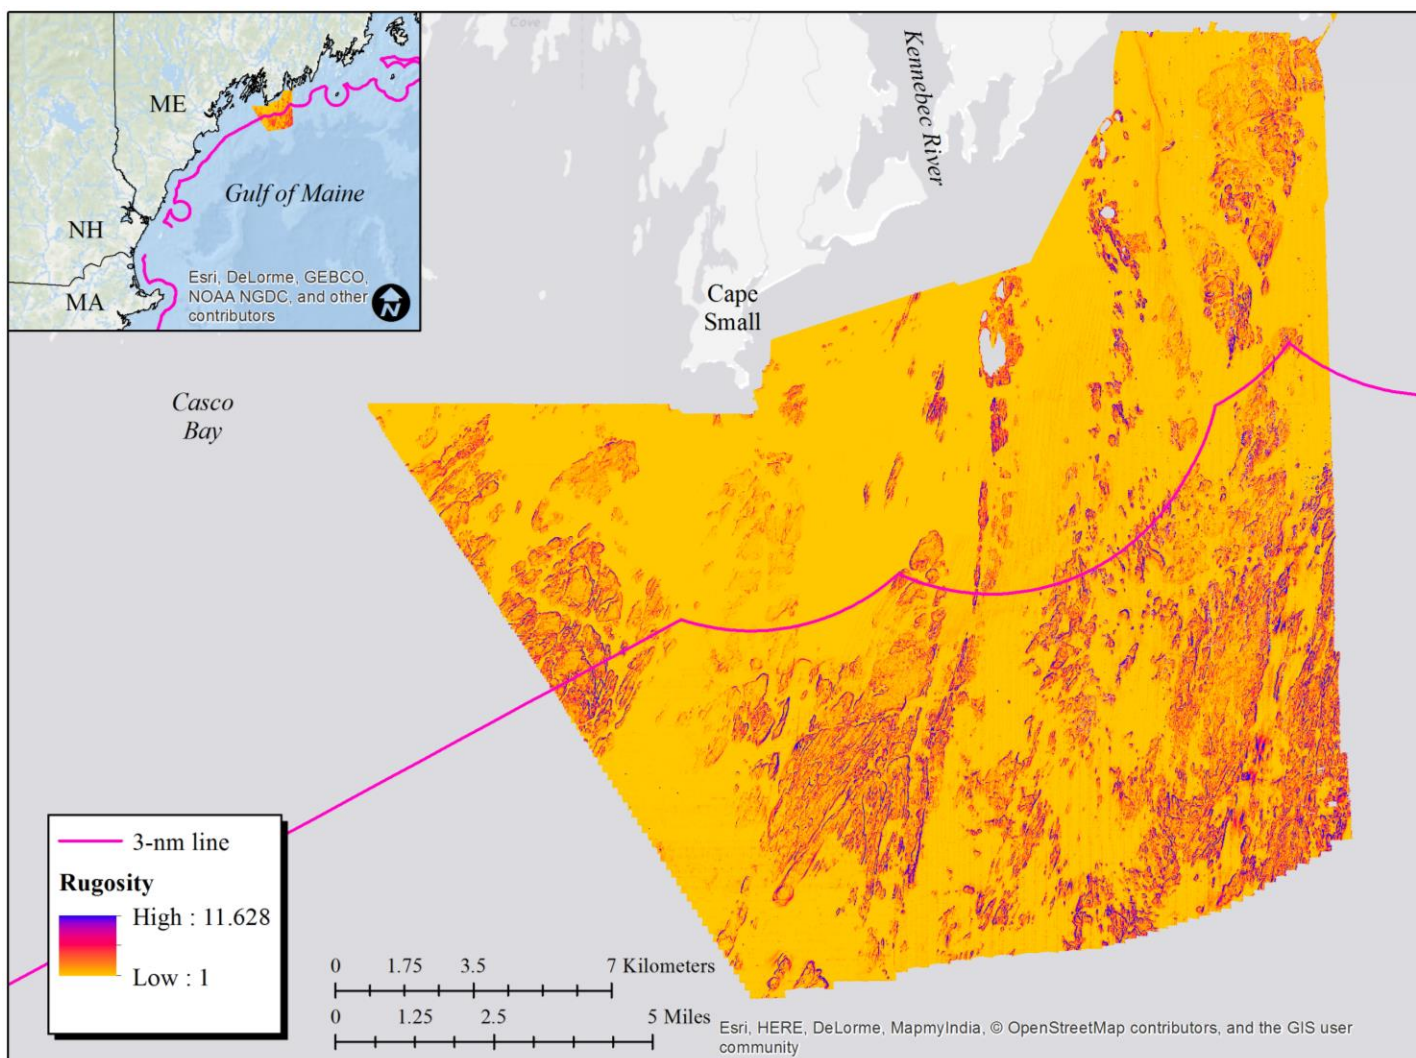 Cove
ME
Gulf of Maine
NH
MA
Esri, DeLorme, GEBCO,
NOAA NGDC, and other
contributors
N
Kennebec River
Cape
Small
Casco
Bay
3-nm line
Rugosity
High : 11.628
Low : 1
0 1.75 3.5 7 Kilometers
0 1.25 2.5 5 Miles
Esri, HERE, DeLorme, MapmyIndia, © OpenStreetMap contributors, and the GIS user
community